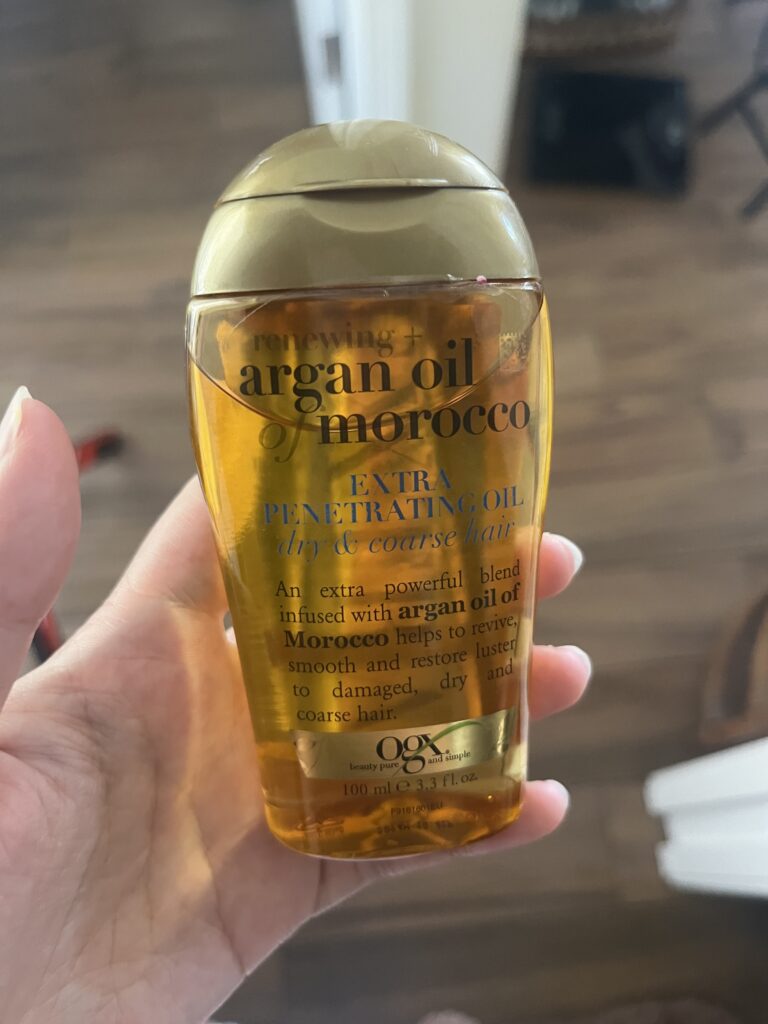 renewing +
argan oil
of morocco
EXTRA
PENETRATING OIL
dry & coarse hair
An extra powerful blend
infused with argan oil of
Morocco helps to revive,
smooth and restore luster
to damaged, dry and
coarse hair.
ogx®
beauty pure and simple
100 ml ℮ 3.3 fl. oz.